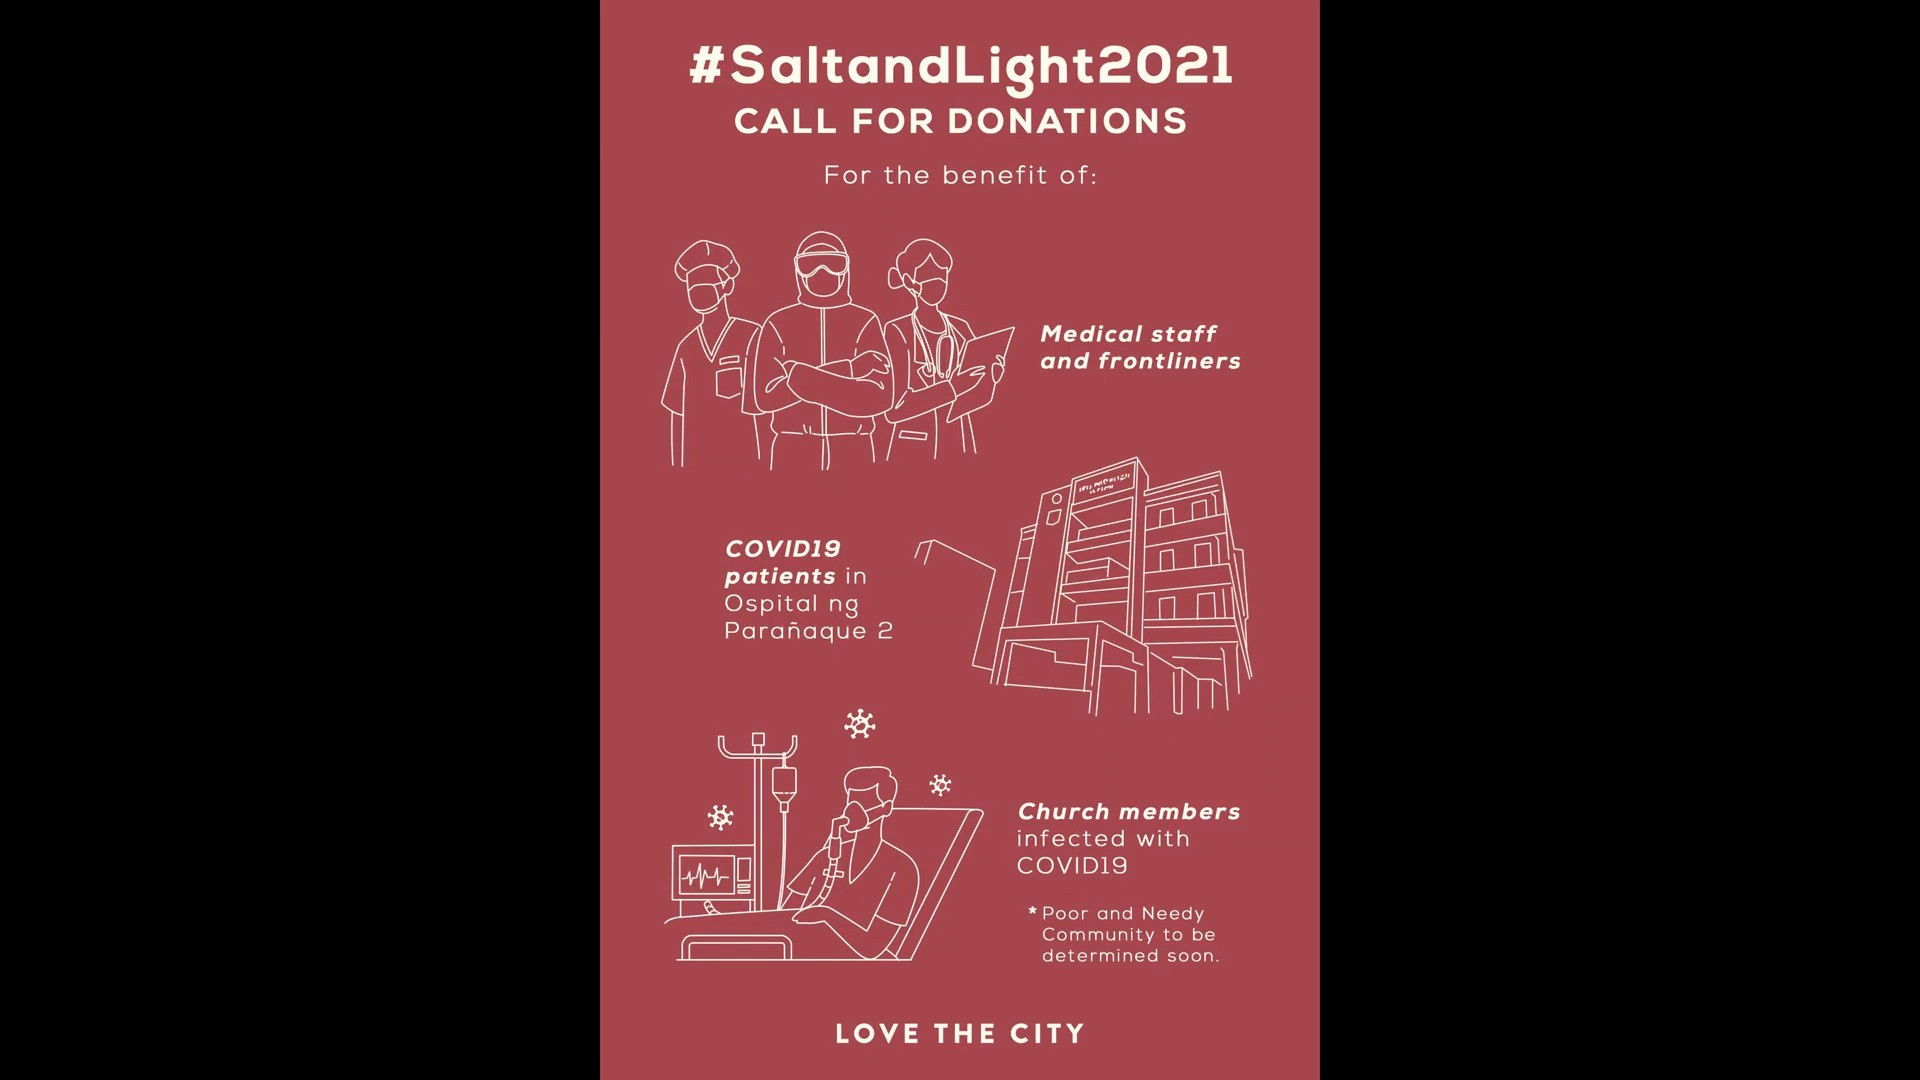 #SaltandLight2021
CALL FOR DONATIONS
For the benefit of:
Medical staff
and frontliners
COVID19
patients in
Ospital ng
Parañaque 2
Church members
infected with
COVID19
* Poor and Needy
Community to be
determined soon.
LOVE THE CITY